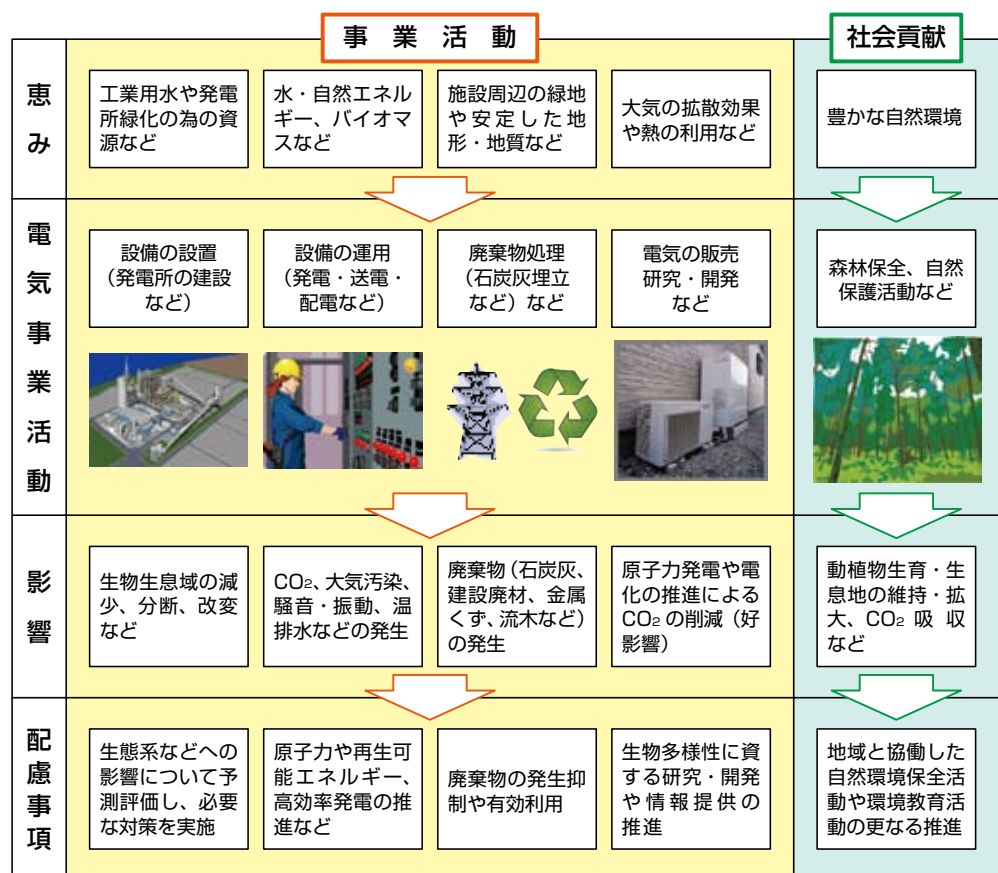 事業活動
社会貢献
恵み
工業用水や発電
所緑化の為の資
源など
水・自然エネル
ギー、バイオマ
スなど
施設周辺の緑地
や安定した地
形・地質など
大気の拡散効果
や熱の利用など
豊かな自然環境
電気事業活動
設備の設置
(発電所の建設
など)
設備の運用
(発電・送電・
配電など)
廃棄物処理
(石炭灰埋立
など)など
電気の販売
研究・開発
など
森林保全、自然
保護活動など
影響
生物生息域の減
少、分断、改変
など
CO₂、大気汚染、
騒音・振動、温
排水などの発生
廃棄物(石炭灰、
建設廃材、金属
くず、流木など)
の発生
原子力発電や電
化の推進による
CO₂の削減(好
影響)
動植物生育・生
息地の維持・拡
大、CO₂吸収
など
配慮事項
生態系などへの
影響について予
測評価し、必要
な対策を実施
原子力や再生可
能エネルギー、
高効率発電の推
進など
廃棄物の発生抑
制や有効利用
生物多様性に資
する研究・開発
や情報提供の
推進
地域と協働した
自然環境保全活
動や環境教育活
動の更なる推進